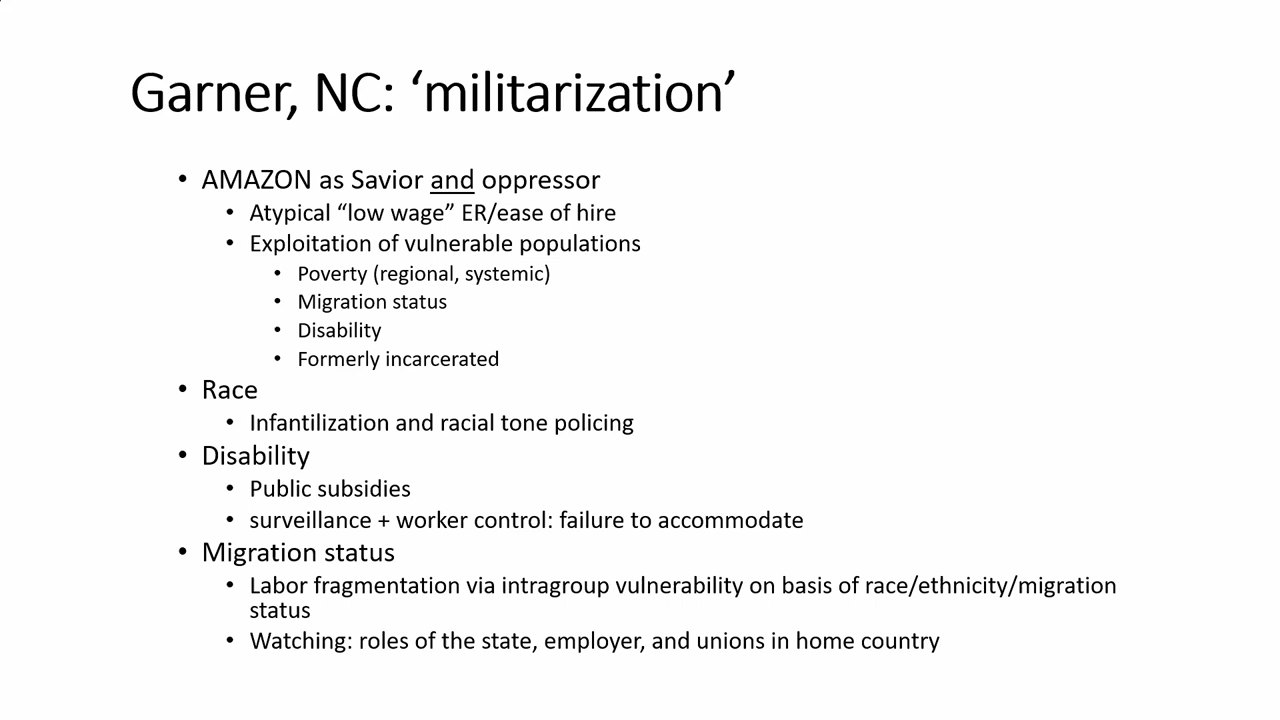 Garner, NC: ‘militarization’
• AMAZON as Savior and oppressor
• Atypical “low wage” ER/ease of hire
• Exploitation of vulnerable populations
• Poverty (regional, systemic)
• Migration status
• Disability
• Formerly incarcerated
• Race
• Infantilization and racial tone policing
• Disability
• Public subsidies
• surveillance + worker control: failure to accommodate
• Migration status
• Labor fragmentation via intragroup vulnerability on basis of race/ethnicity/migration
status
• Watching: roles of the state, employer, and unions in home country